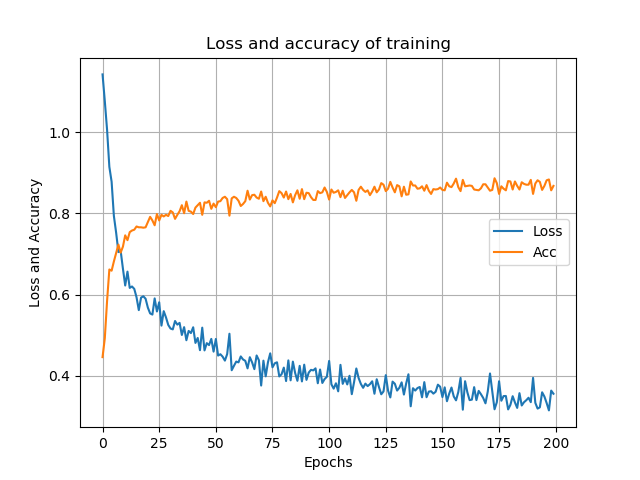 Loss and accuracy of training
Loss and Accuracy
1.0
0.8
0.6
0.4
Loss
Acc
0 25 50 75 100 125 150 175 200
Epochs